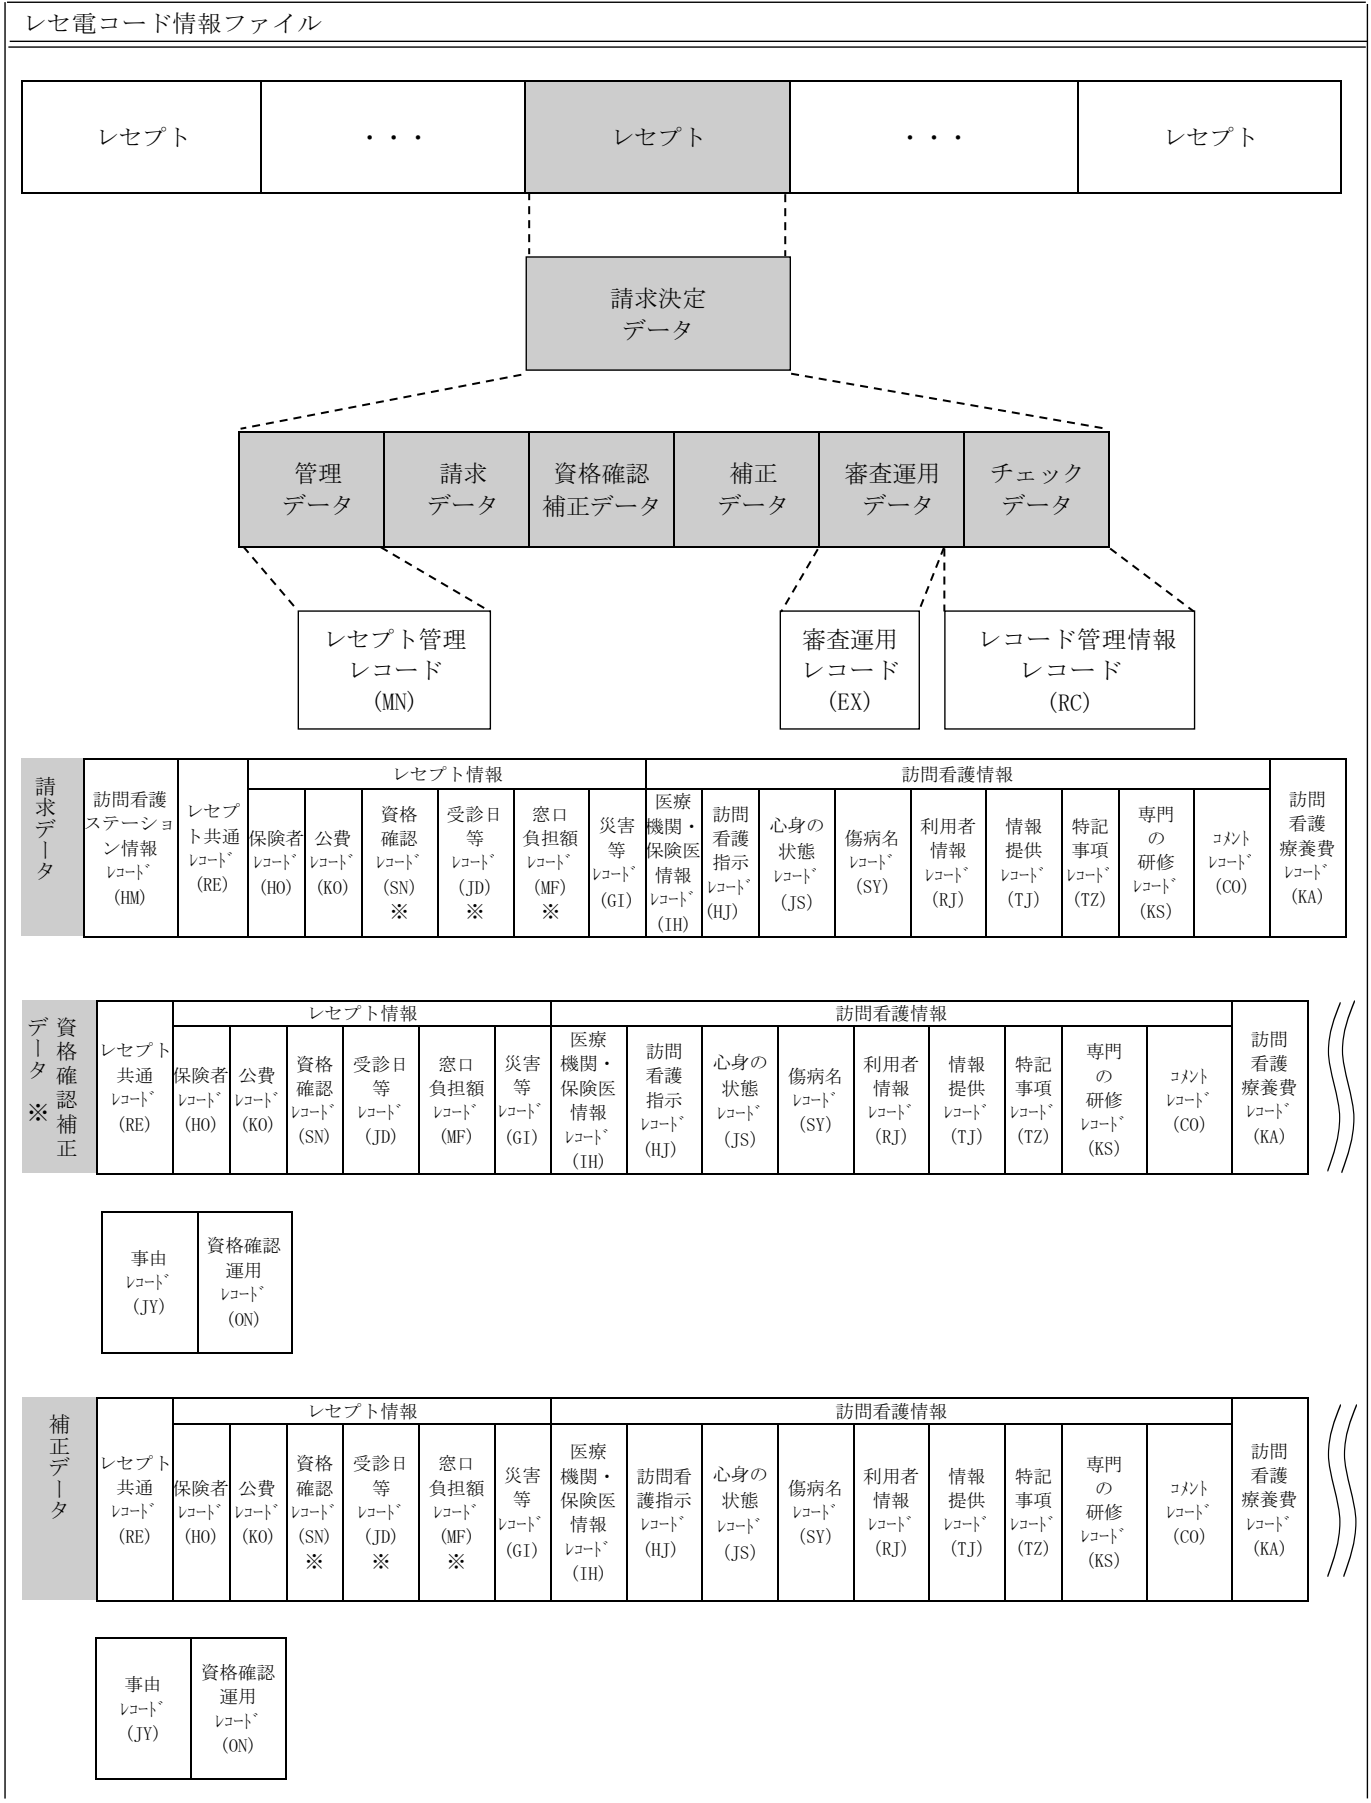 レセ電コード情報ファイル
レセプト
・・・
レセプト
・・・
レセプト
請求決定
データ
管理
データ
請求
データ
資格確認
補正データ
補正
データ
審査運用
データ
チェック
データ
レセプト管理
レコード
(MN)
審査運用
レコード
(EX)
レコード管理情報
レコード
(RC)
請求データ
訪問看護
ステーショ
ン情報
ﾚｺｰﾄﾞ
(HM)
レセプ
ト共通
ﾚｺｰﾄﾞ
(RE)
レセプト情報
保険者
ﾚｺｰﾄﾞ
(HO)
公費
ﾚｺｰﾄﾞ
(KO)
資格
確認
ﾚｺｰﾄﾞ
(SN)
※
受診日
等
ﾚｺｰﾄﾞ
(JD)
※
窓口
負担額
ﾚｺｰﾄﾞ
(MF)
※
災害
等
ﾚｺｰﾄﾞ
(GI)
訪問看護情報
医療
機関・
保険医
情報
ﾚｺｰﾄﾞ
(IH)
訪問
看護
指示
ﾚｺｰﾄﾞ
(HJ)
心身の
状態
ﾚｺｰﾄﾞ
(JS)
傷病名
ﾚｺｰﾄﾞ
(SY)
利用者
情報
ﾚｺｰﾄﾞ
(RJ)
情報
提供
ﾚｺｰﾄﾞ
(TJ)
特記
事項
ﾚｺｰﾄﾞ
(TZ)
専門
の
研修
ﾚｺｰﾄﾞ
(KS)
ｺﾒﾝﾄ
ﾚｺｰﾄﾞ
(CO)
訪問
看護
療養費
ﾚｺｰﾄﾞ
(KA)
資格確認補正
データ ※
レセプト
共通
ﾚｺｰﾄﾞ
(RE)
レセプト情報
保険者
ﾚｺｰﾄﾞ
(HO)
公費
ﾚｺｰﾄﾞ
(KO)
資格
確認
ﾚｺｰﾄﾞ
(SN)
受診日
等
ﾚｺｰﾄﾞ
(JD)
窓口
負担額
ﾚｺｰﾄﾞ
(MF)
災害
等
ﾚｺｰﾄﾞ
(GI)
訪問看護情報
医療
機関・
保険医
情報
ﾚｺｰﾄﾞ
(IH)
訪問
看護
指示
ﾚｺｰﾄﾞ
(HJ)
心身の
状態
ﾚｺｰﾄﾞ
(JS)
傷病名
ﾚｺｰﾄﾞ
(SY)
利用者
情報
ﾚｺｰﾄﾞ
(RJ)
情報
提供
ﾚｺｰﾄﾞ
(TJ)
特記
事項
ﾚｺｰﾄﾞ
(TZ)
専門
の
研修
ﾚｺｰﾄﾞ
(KS)
ｺﾒﾝﾄ
ﾚｺｰﾄﾞ
(CO)
訪問
看護
療養費
ﾚｺｰﾄﾞ
(KA)
事由
ﾚｺｰﾄﾞ
(JY)
資格確認
運用
ﾚｺｰﾄﾞ
(ON)
補正データ
レセプト
共通
ﾚｺｰﾄﾞ
(RE)
レセプト情報
保険者
ﾚｺｰﾄﾞ
(HO)
公費
ﾚｺｰﾄﾞ
(KO)
資格
確認
ﾚｺｰﾄﾞ
(SN)
※
受診日
等
ﾚｺｰﾄﾞ
(JD)
※
窓口
負担額
ﾚｺｰﾄﾞ
(MF)
※
災害
等
ﾚｺｰﾄﾞ
(GI)
訪問看護情報
医療
機関・
保険医
情報
ﾚｺｰﾄﾞ
(IH)
訪問看
護指示
ﾚｺｰﾄﾞ
(HJ)
心身の
状態
ﾚｺｰﾄﾞ
(JS)
傷病名
ﾚｺｰﾄﾞ
(SY)
利用者
情報
ﾚｺｰﾄﾞ
(RJ)
情報
提供
ﾚｺｰﾄﾞ
(TJ)
特記
事項
ﾚｺｰﾄﾞ
(TZ)
専門
の
研修
ﾚｺｰﾄﾞ
(KS)
ｺﾒﾝﾄ
ﾚｺｰﾄﾞ
(CO)
訪問
看護
療養費
ﾚｺｰﾄﾞ
(KA)
事由
ﾚｺｰﾄﾞ
(JY)
資格確認
運用
ﾚｺｰﾄﾞ
(ON)